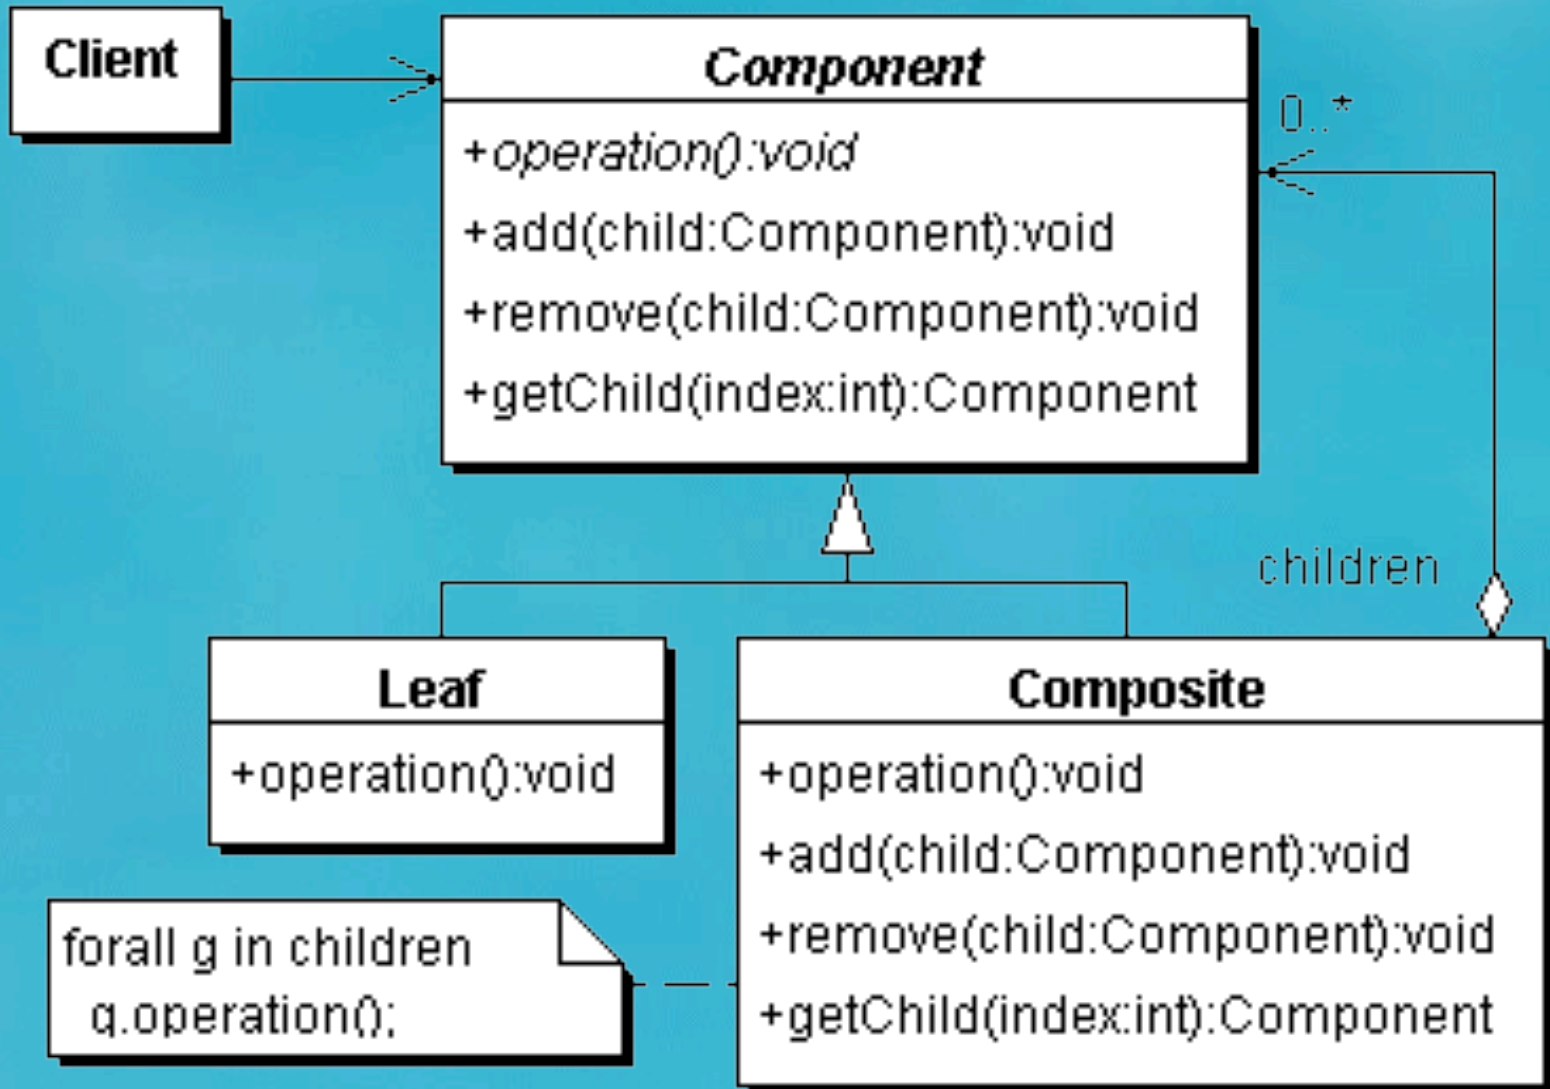 Client
Component
+operation():void
+add(child:Component):void
+remove(child:Component):void
+getChild(index:int):Component
0..*
children
Leaf
+operation():void
Composite
+operation():void
+add(child:Component):void
+remove(child:Component):void
+getChild(index:int):Component
forall g in children
g.operation();